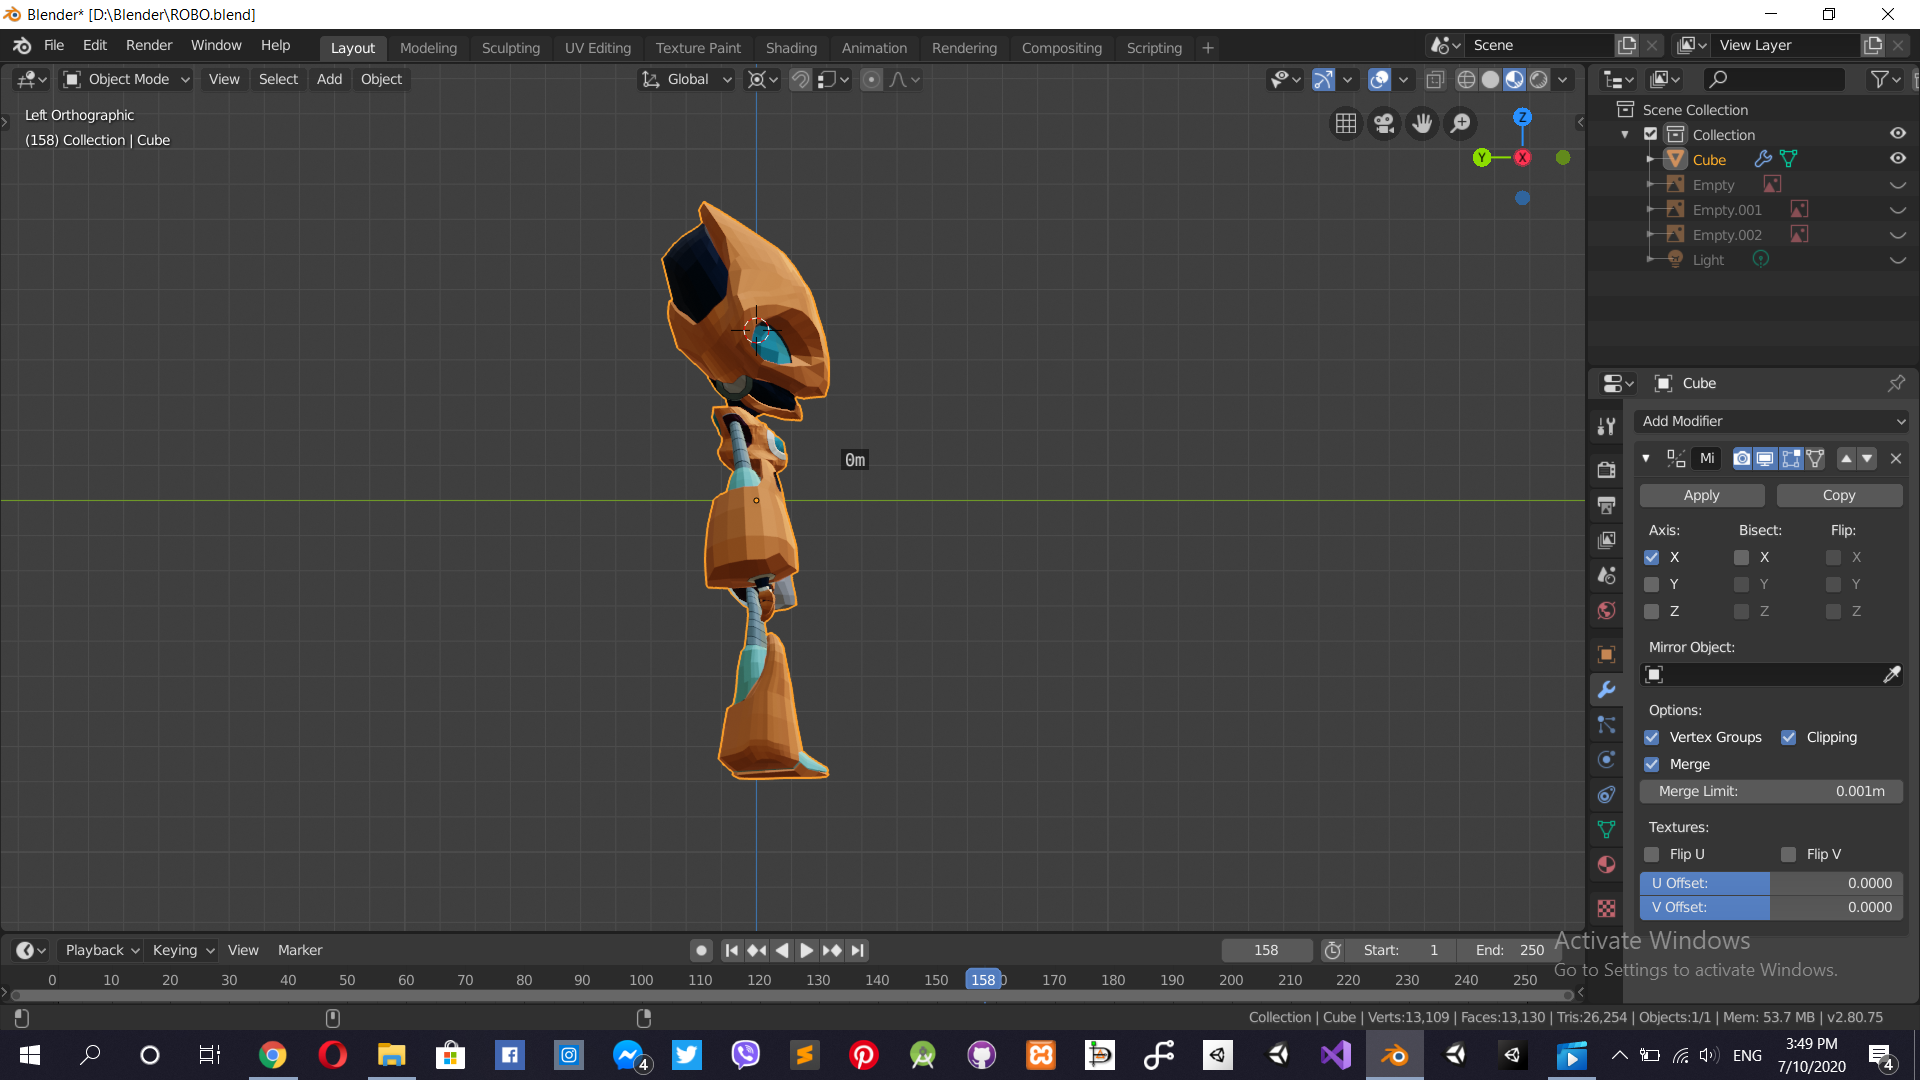 Blender* [D:\Blender\ROBO.blend]
File Edit Render Window Help
Layout Modeling Sculpting UV Editing Texture Paint Shading Animation Rendering Compositing Scripting +
Scene
View Layer
Object Mode View Select Add Object
Global
Left Orthographic
(158) Collection | Cube
Z
Y
X
0m
Scene Collection
Collection
Cube
Empty
Empty.001
Empty.002
Light
Cube
Add Modifier
Mi
Apply Copy
Axis: Bisect: Flip:
X X X
Y Y Y
Z Z Z
Mirror Object:
Options:
Vertex Groups Clipping
Merge
Merge Limit: 0.001m
Textures:
Flip U Flip V
U Offset: 0.0000
V Offset: 0.0000
Activate Windows
Go to Settings to activate Windows.
Playback Keying View Marker
158 Start: 1 End: 250
0 10 20 30 40 50 60 70 80 90 100 110 120 130 140 150 158 170 180 190 200 210 220 230 240 250
Collection | Cube | Verts:13,109 | Faces:13,130 | Tris:26,254 | Objects:1/1 | Mem: 53.7 MB | v2.80.75
4
ENG
3:49 PM
7/10/2020
4